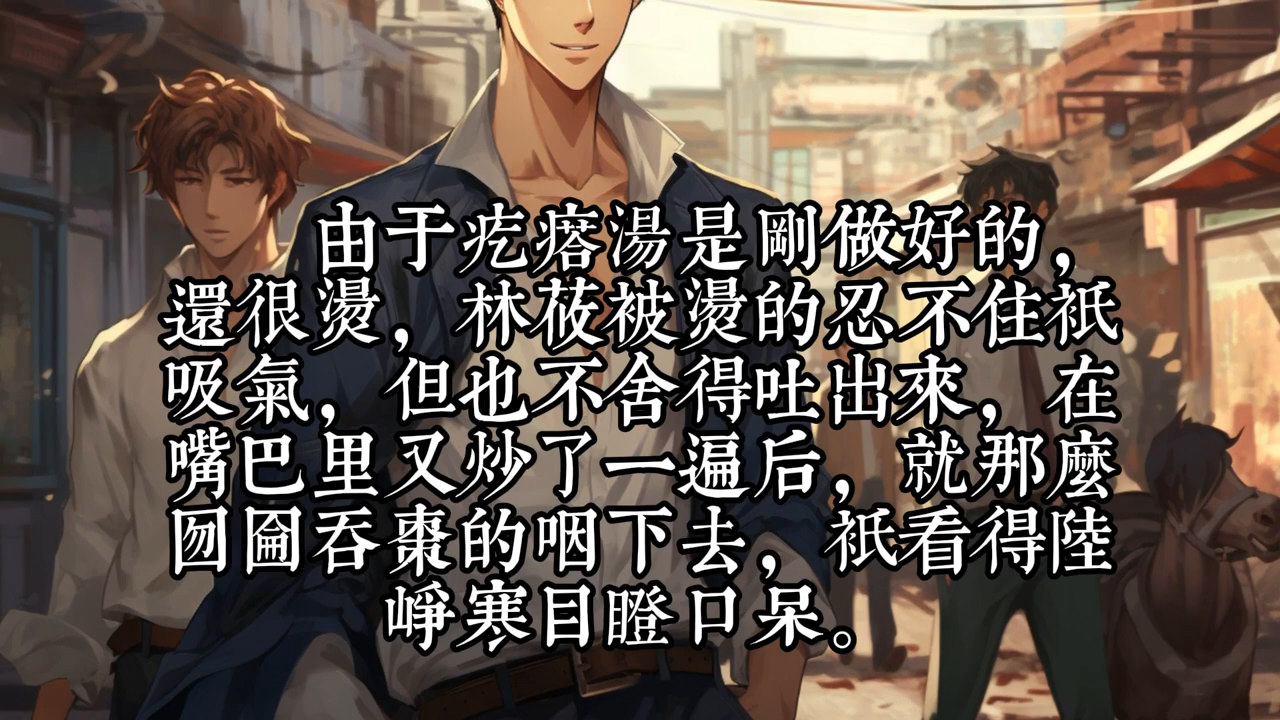 由于疙瘩湯是剛做好的，
還很燙，林莜被燙的忍不住衹
吸氣，但也不舍得吐出來，在
嘴巴里又炒了一遍后，就那麼
囫圇吞棗的咽下去，衹看得陸
崢寒目瞪口呆。